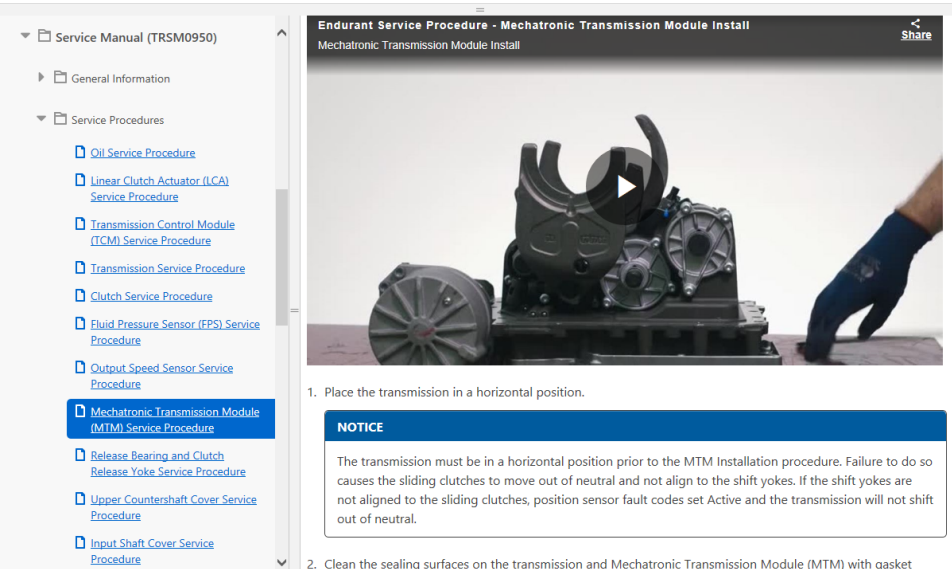 Service Manual (TRSM0950)
General Information
Service Procedures
Oil Service Procedure
Linear Clutch Actuator (LCA)
Service Procedure
Transmission Control Module
(TCM) Service Procedure
Transmission Service Procedure
Clutch Service Procedure
Fluid Pressure Sensor (FPS) Service
Procedure
Output Speed Sensor Service
Procedure
Mechatronic Transmission Module
(MTM) Service Procedure
Release Bearing and Clutch
Release Yoke Service Procedure
Upper Countershaft Cover Service
Procedure
Input Shaft Cover Service
Procedure
Endurant Service Procedure - Mechatronic Transmission Module Install
Mechatronic Transmission Module Install
Share
1. Place the transmission in a horizontal position.
NOTICE
The transmission must be in a horizontal position prior to the MTM Installation procedure. Failure to do so
causes the sliding clutches to move out of neutral and not align to the shift yokes. If the shift yokes are
not aligned to the sliding clutches, position sensor fault codes set Active and the transmission will not shift
out of neutral.
2. Clean the sealing surfaces on the transmission and Mechatronic Transmission Module (MTM) with gasket